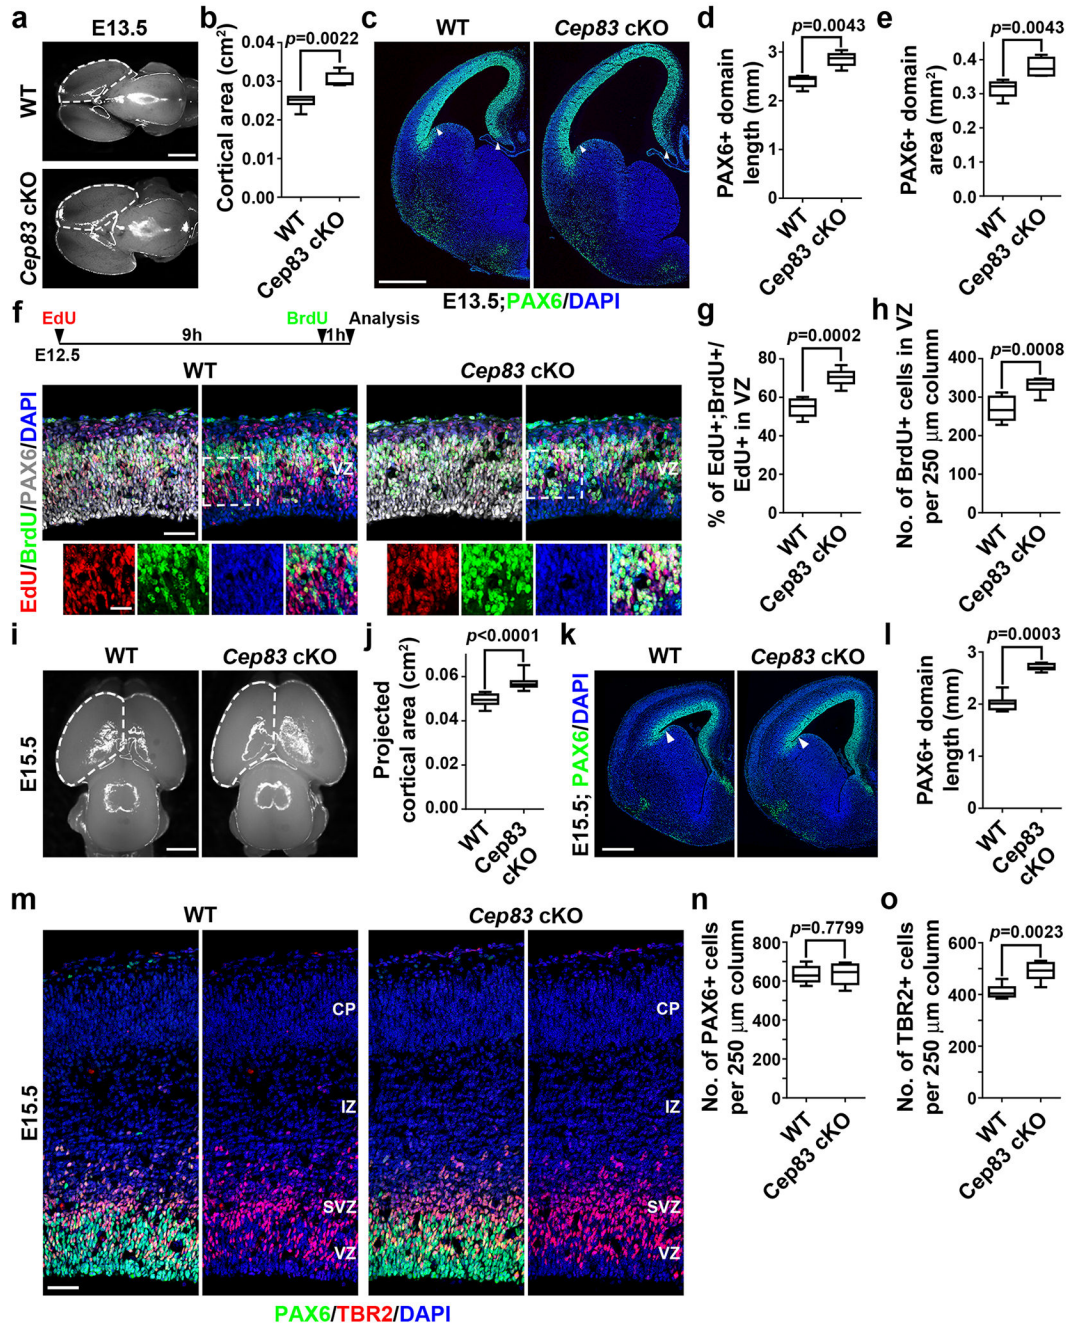 a
E13.5
WT
Cep83 cKO
b
p=0.0022
Cortical area (cm²)
0.04
0.03
0.02
0.01
0.00
WT
Cep83 cKO
c
WT
Cep83 cKO
E13.5;PAX6/DAPI
d
p=0.0043
PAX6+ domain
length (mm)
3
2
1
0
WT
Cep83 cKO
e
p=0.0043
PAX6+ domain
area (mm²)
0.4
0.2
0.0
WT
Cep83 cKO
f
EdU
BrdU
Analysis
9h
1h
E12.5
WT
Cep83 cKO
EdU/BrdU/PAX6/DAPI
VZ
VZ
g
p=0.0002
% of EdU+;BrdU+/
EdU+ in VZ
80
60
40
20
0
WT
Cep83 cKO
h
p=0.0008
No. of BrdU+ cells in VZ
per 250 μm column
400
300
200
100
0
WT
Cep83 cKO
i
WT
Cep83 cKO
E15.5
j
p<0.0001
Projected
cortical area (cm²)
0.06
0.04
0.02
0.00
WT
Cep83
cKO
k
WT
Cep83 cKO
E15.5; PAX6/DAPI
l
p=0.0003
PAX6+ domain
length (mm)
3
2
1
0
WT
Cep83
cKO
m
WT
Cep83 cKO
E15.5
CP
IZ
SVZ
VZ
CP
IZ
SVZ
VZ
PAX6/TBR2/DAPI
n
p=0.7799
No. of PAX6+ cells
per 250 μm column
800
600
400
200
0
WT
Cep83 cKO
o
p=0.0023
No. of TBR2+ cells
per 250 μm column
600
400
200
0
WT
Cep83 cKO